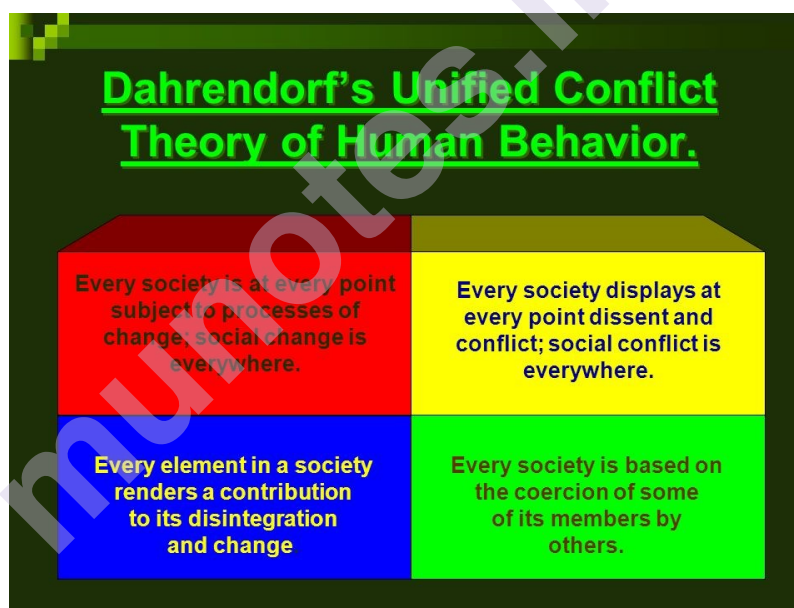 Dahrendorf's Unified Conflict
Theory of Human Behavior.
Every society is at every point
subject to processes of
change; social change is
everywhere.
Every society displays at
every point dissent and
conflict; social conflict is
everywhere.
Every element in a society
renders a contribution
to its disintegration
and change.
Every society is based on
the coercion of some
of its members by
others.
munotes.i